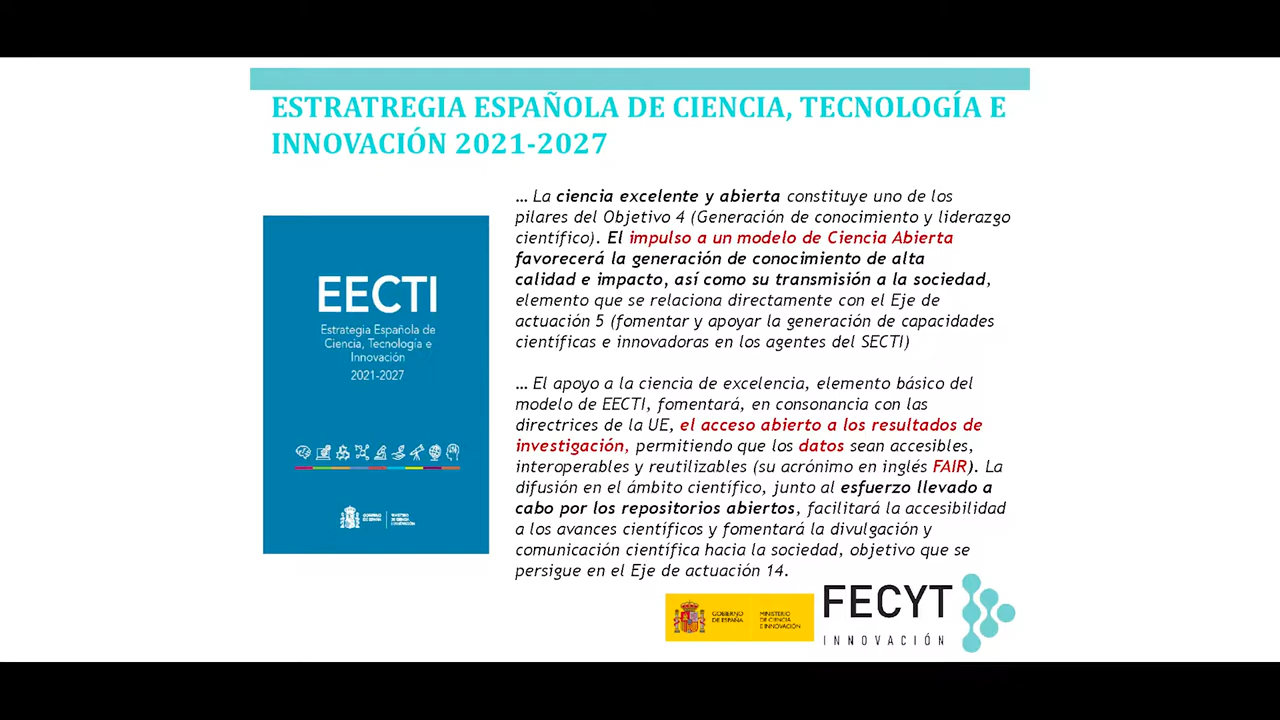 ESTRATREGIA ESPAÑOLA DE CIENCIA, TECNOLOGÍA E
INNOVACIÓN 2021-2027
EECTI
Estrategia Española de
Ciencia, Tecnología e
Innovación
2021-2027
GOBIERNO
DE ESPAÑA
MINISTERIO
DE CIENCIA
E INNOVACIÓN
… La ciencia excelente y abierta constituye uno de los
pilares del Objetivo 4 (Generación de conocimiento y liderazgo
científico). El impulso a un modelo de Ciencia Abierta
favorecerá la generación de conocimiento de alta
calidad e impacto, así como su transmisión a la sociedad,
elemento que se relaciona directamente con el Eje de
actuación 5 (fomentar y apoyar la generación de capacidades
científicas e innovadoras en los agentes del SECTI)
… El apoyo a la ciencia de excelencia, elemento básico del
modelo de EECTI, fomentará, en consonancia con las
directrices de la UE, el acceso abierto a los resultados de
investigación, permitiendo que los datos sean accesibles,
interoperables y reutilizables (su acrónimo en inglés FAIR). La
difusión en el ámbito científico, junto al esfuerzo llevado a
cabo por los repositorios abiertos, facilitará la accesibilidad
a los avances científicos y fomentará la divulgación y
comunicación científica hacia la sociedad, objetivo que se
persigue en el Eje de actuación 14.
GOBIERNO
DE ESPAÑA
MINISTERIO
DE CIENCIA
E INNOVACIÓN
FECYT
INNOVACIÓN